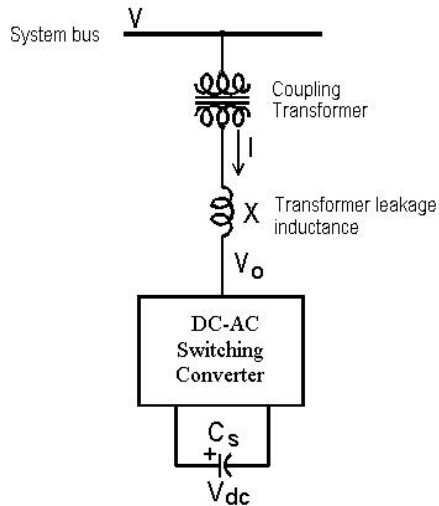 V
System bus
Coupling
Transformer
I
X
Transformer leakage
inductance
Vo
DC-AC
Switching
Converter
Cs
+
Vdc